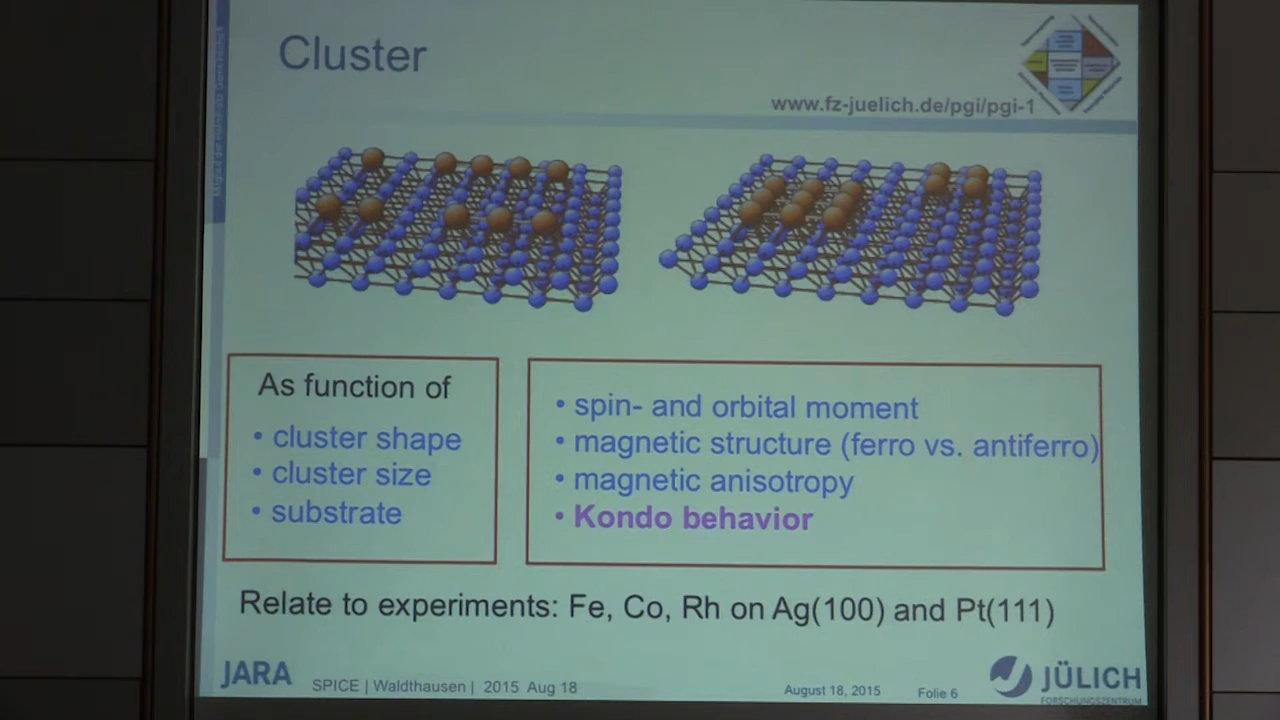 Cluster
www.fz-juelich.de/pgi/pgi-1
As function of
• cluster shape
• cluster size
• substrate
• spin- and orbital moment
• magnetic structure (ferro vs. antiferro)
• magnetic anisotropy
• Kondo behavior
Relate to experiments: Fe, Co, Rh on Ag(100) and Pt(111)
JARA
SPICE | Waldthausen | 2015 Aug 18
August 18, 2015
Folie 6
JÜLICH
FORSCHUNGSZENTRUM